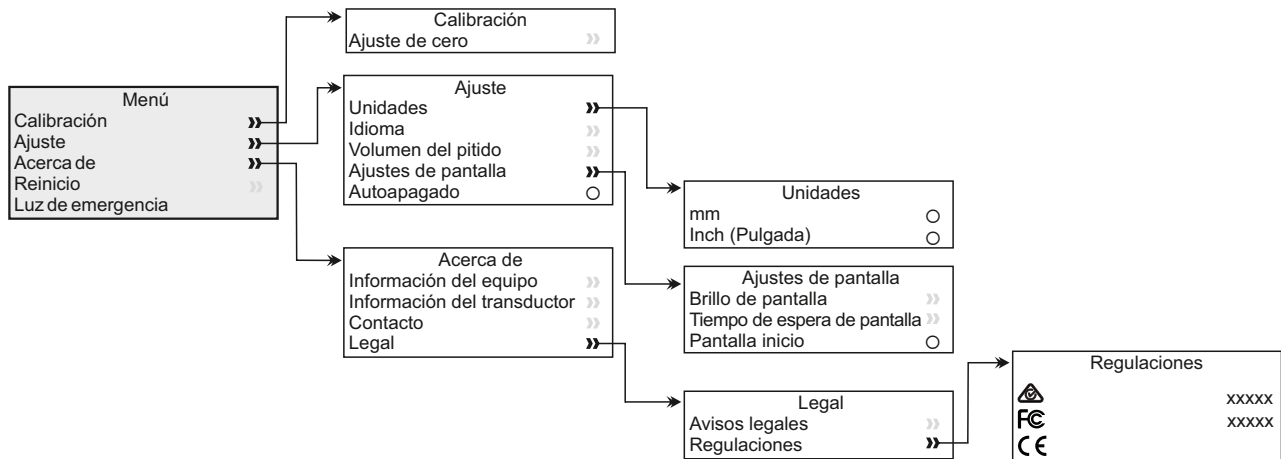 Menú
Calibración
Ajuste
Acerca de
Reinicio
Luz de emergencia
Calibración
Ajuste de cero
Ajuste
Unidades
Idioma
Volumen del pitido
Ajustes de pantalla
Autoapagado
Acerca de
Información del equipo
Información del transductor
Contacto
Legal
Unidades
mm
Inch (Pulgada)
Ajustes de pantalla
Brillo de pantalla
Tiempo de espera de pantalla
Pantalla inicio
Legal
Avisos legales
Regulaciones
Regulaciones
xxxxx
FC xxxxx
CE